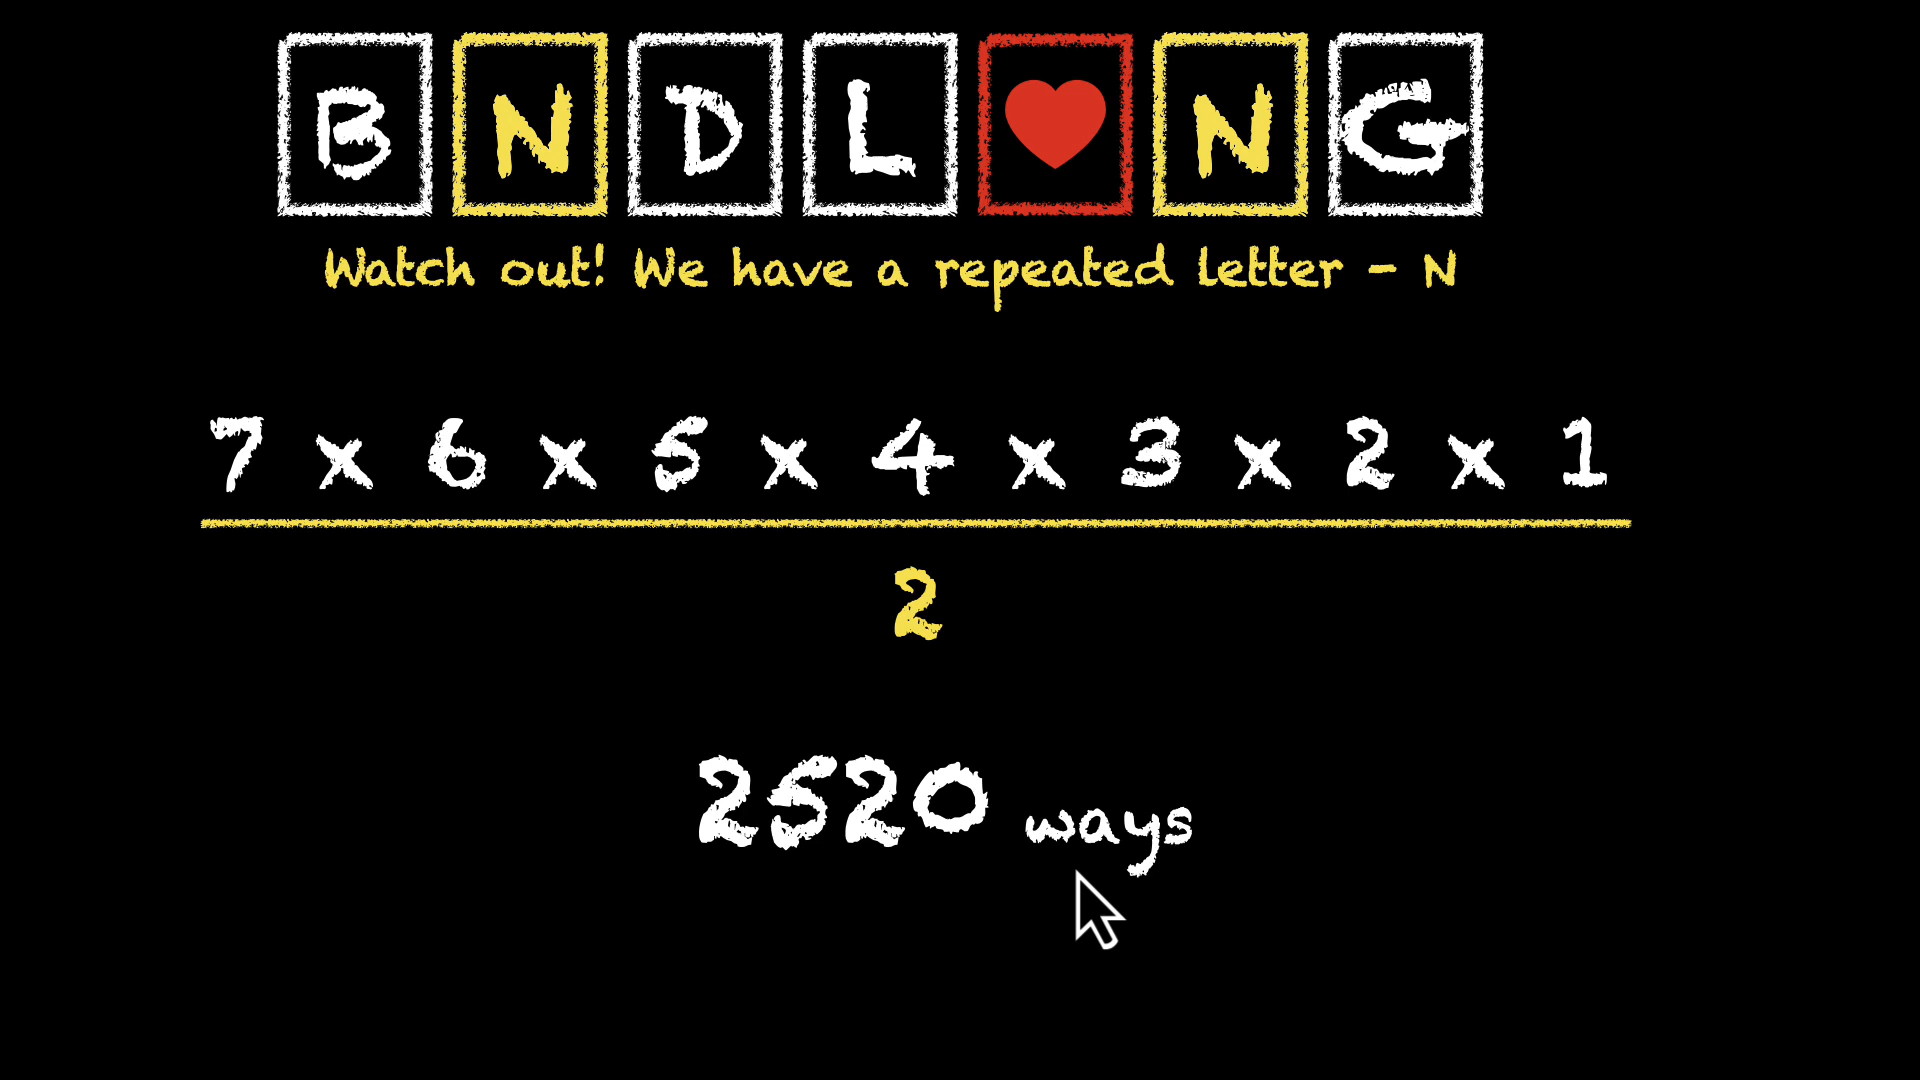 B N D L ♥ N G
Watch out! We have a repeated letter - N
7 x 6 x 5 x 4 x 3 x 2 x 1
2
2520 ways